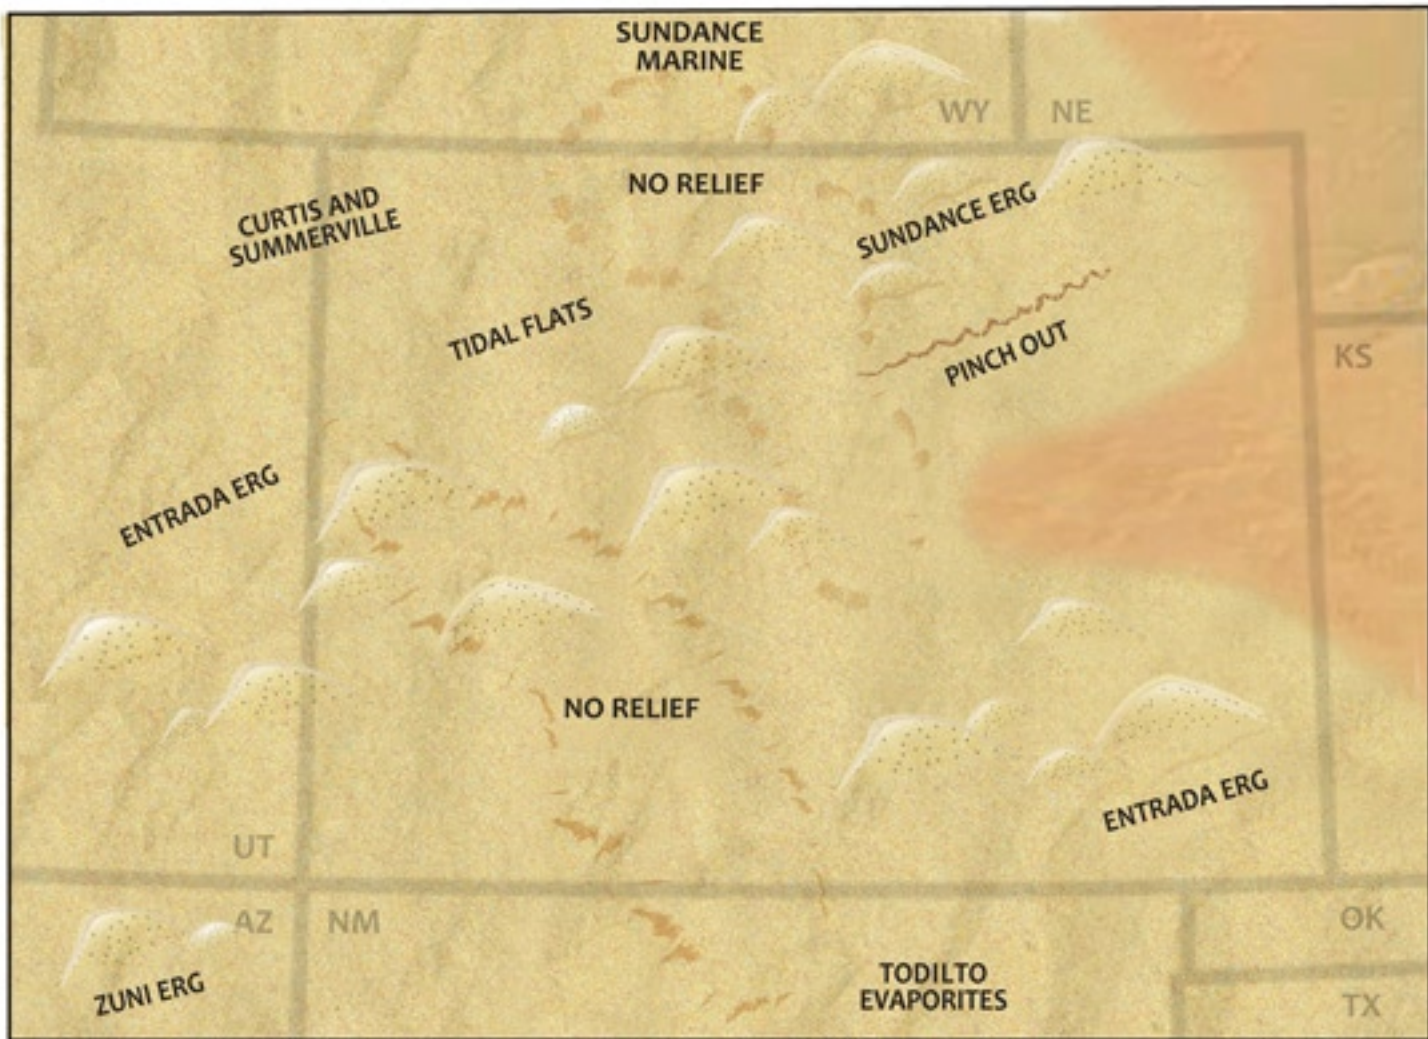 SUNDANCE
MARINE
WY
NE
NO RELIEF
CURTIS AND
SUMMERVILLE
SUNDANCE ERG
TIDAL FLATS
PINCH OUT
KS
ENTRADA ERG
NO RELIEF
ENTRADA ERG
UT
AZ
NM
OK
ZUNI ERG
TODILTO
EVAPORITES
TX